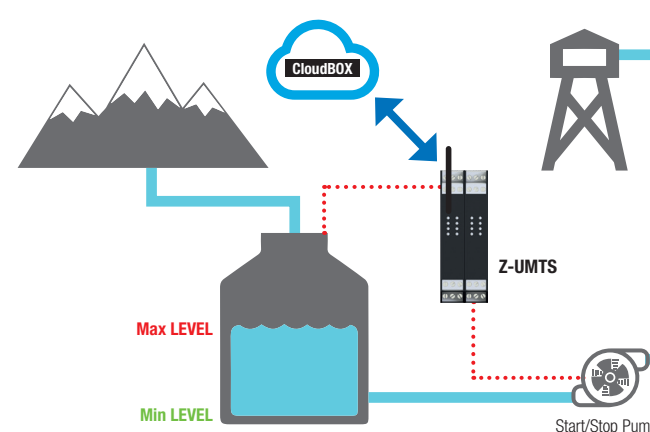 CloudBOX
Z-UMTS
Max LEVEL
Min LEVEL
Start/Stop Pum